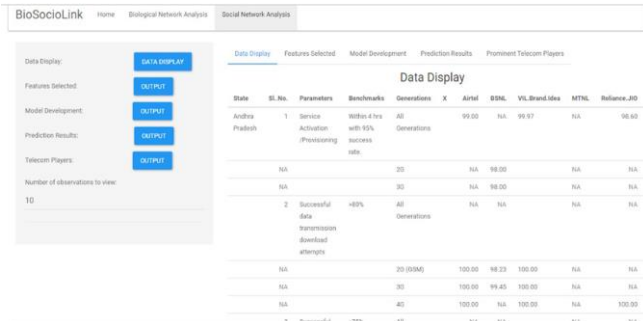 BioSocioLink Home Biological Network Analysis Social Network Analysis
Data Display: DATA DISPLAY
Features Selected: OUTPUT
Model Development: OUTPUT
Prediction Results: OUTPUT
Telecom Players: OUTPUT
Number of observations to view:
10
Data Display Features Selected Model Development Prediction Results Prominent Telecom Players
Data Display
State Sl. No. Parameters Benchmarks Generations X Airtel BSNL ViL.Brand.Idea MTNL Reliance.JIO
Andhra 1 Service Within 4 hrs All 99.00 NA 99.97 NA 98.60
Pradesh Activation with 95% Generations
/Provisioning success
rate.
NA 2G NA 98.00 NA NA
NA 3G NA 98.00 NA NA
2 Successful >80% All NA NA NA NA
data Generations
transmission
download
attempts
NA 2G (GSM) 100.00 98.23 100.00 NA NA
NA 3G 100.00 99.45 100.00 NA NA
NA 4G 100.00 NA 100.00 NA 100.00